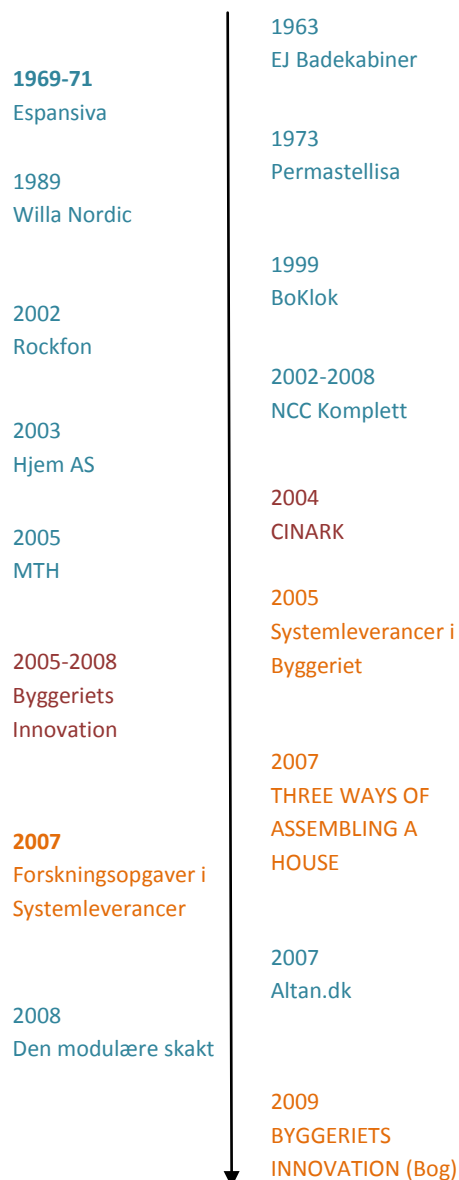 1963
EJ Badekabiner
1969-71
Espansiva
1973
Permastellisa
1989
Willa Nordic
1999
BoKlok
2002
Rockfon
2002-2008
NCC Komplett
2003
Hjem AS
2004
CINARK
2005
MTH
2005
Systemleverancer i
Byggeriet
2005-2008
Byggeriets
Innovation
2007
THREE WAYS OF
ASSEMBLING A
HOUSE
2007
Forskningsopgaver i
Systemleverancer
2007
Altan.dk
2008
Den modulære skakt
2009
BYGGERIETS
INNOVATION (Bog)